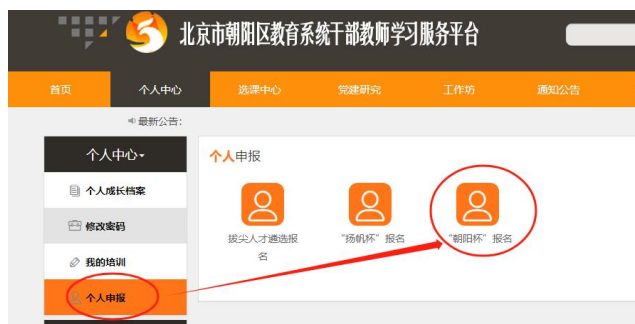 北京市朝阳区教育系统干部教师学习服务平台
首页 个人中心 选课中心 党建研究 工作坊 通知公告
最新公告:
个人中心
个人申报
个人成长档案
修改密码
我的培训
个人申报
拔尖人才遴选报
名
“扬帆杯”报名
“朝阳杯”报名